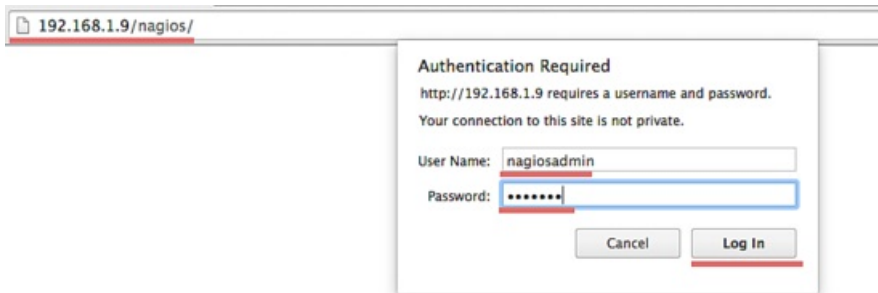 192.168.1.9/nagios/
Authentication Required
http://192.168.1.9 requires a username and password.
Your connection to this site is not private.
User Name: nagiosadmin
Password: •••••••
Cancel Log In